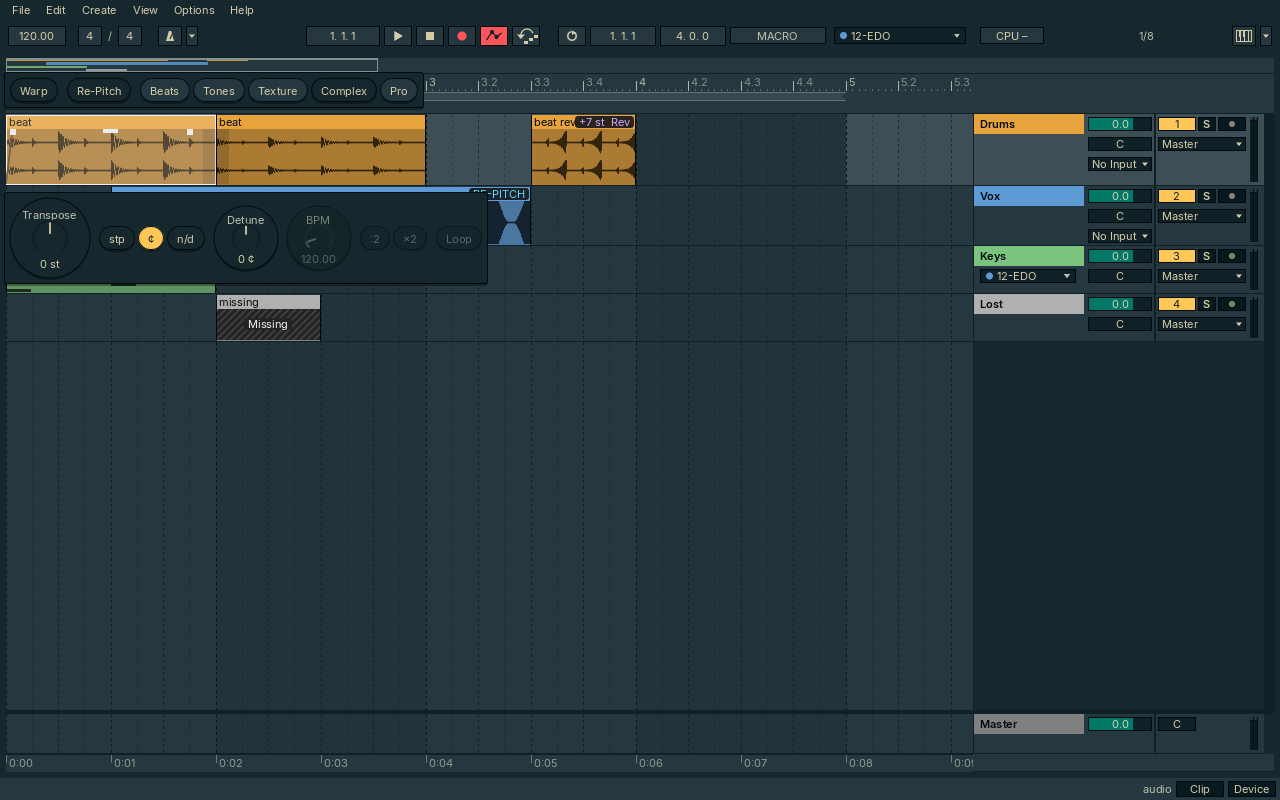 File Edit Create View Options Help
120.00 4 / 4 1. 1. 1 1. 1. 1 4. 0. 0 MACRO 12-EDO CPU – 1/8
3 3.2 3.3 3.4 4 4.2 4.3 4.4 5 5.2 5.3
Warp Re-Pitch Beats Tones Texture Complex Pro
beat beat beat rev +7 st Rev
Drums 0.0 1 S
C Master
No Input
RE-PITCH
Vox 0.0 2 S
C Master
No Input
Transpose Detune BPM
stp ¢ n/d :2 ×2 Loop
0 st 0 ¢ 120.00
Keys 0.0 3 S
12-EDO C Master
missing
Missing
Lost 0.0 4 S
C Master
Master 0.0 C
0:00 0:01 0:02 0:03 0:04 0:05 0:06 0:07 0:08
audio Clip Device